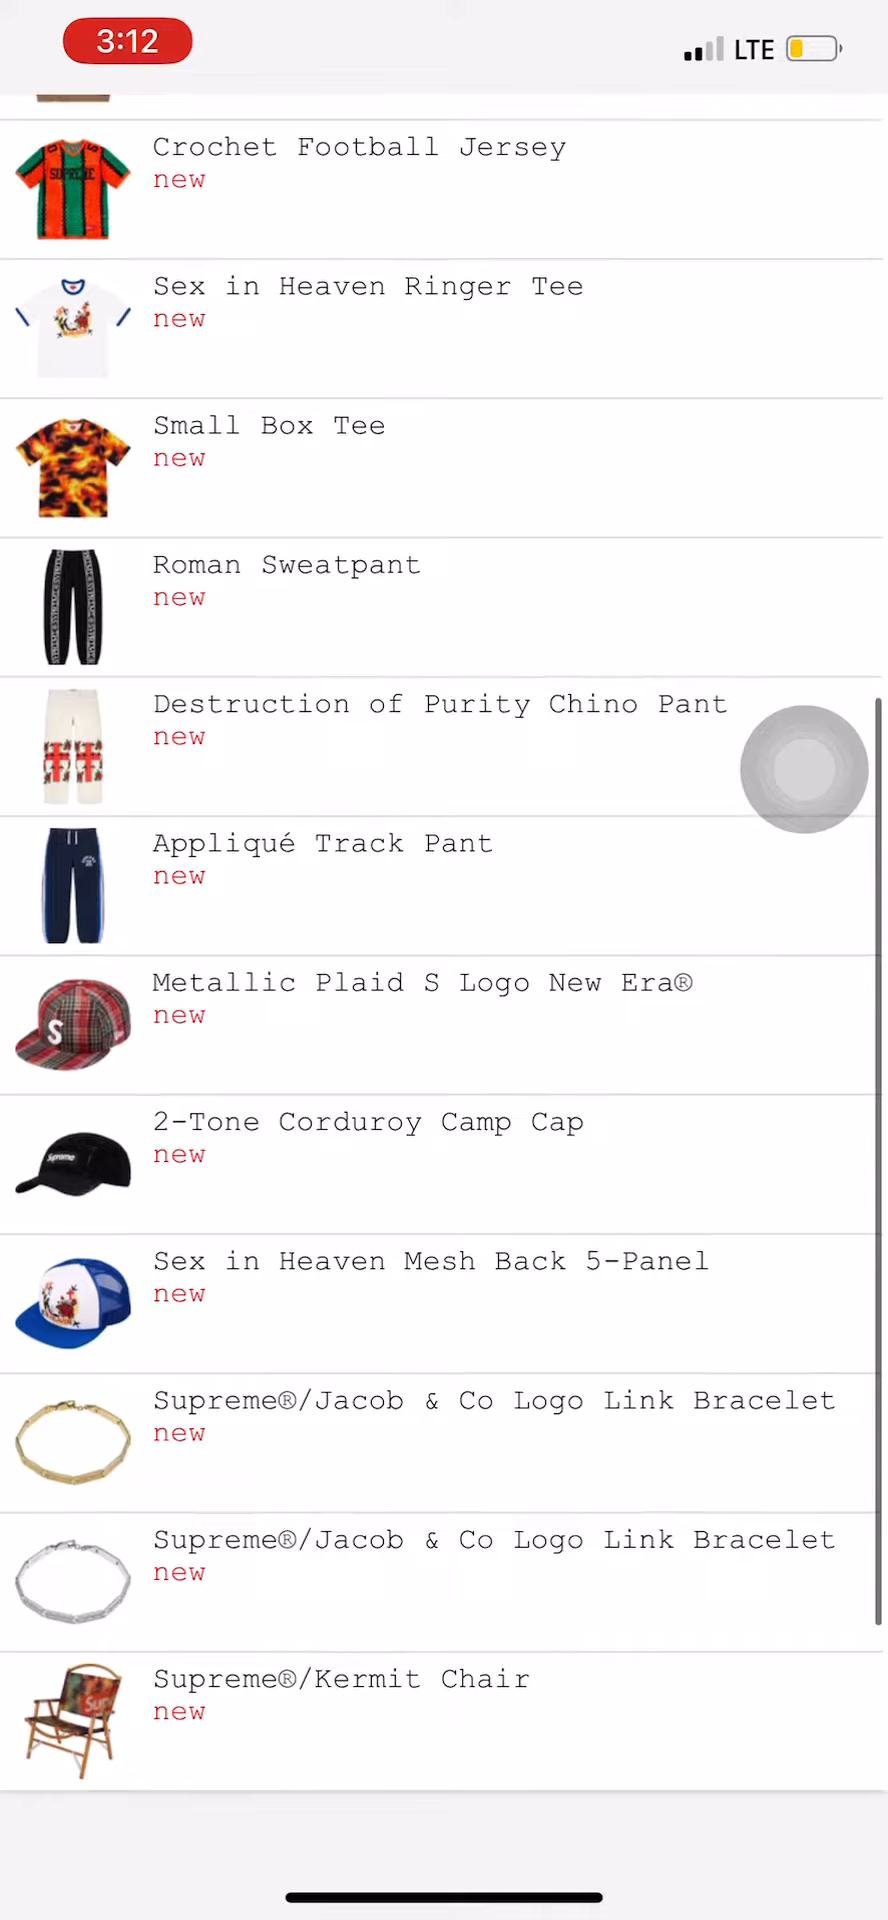 3:12
LTE
Crochet Football Jersey
new
SUPREME
Sex in Heaven Ringer Tee
new
Small Box Tee
new
Roman Sweatpant
new
Destruction of Purity Chino Pant
new
Appliqué Track Pant
new
Metallic Plaid S Logo New Era®
new
S
2-Tone Corduroy Camp Cap
new
Supreme
Sex in Heaven Mesh Back 5-Panel
new
Supreme®/Jacob & Co Logo Link Bracelet
new
Supreme®/Jacob & Co Logo Link Bracelet
new
Supreme®/Kermit Chair
new
Sup